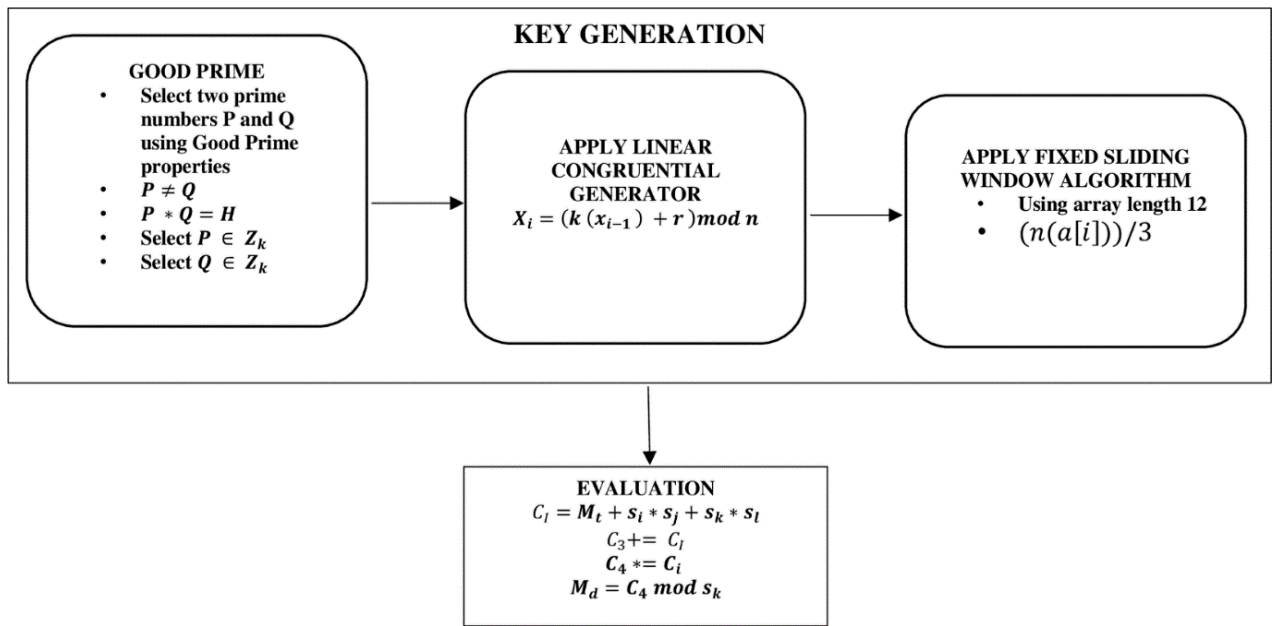 KEY GENERATION
GOOD PRIME
• Select two prime
numbers P and Q
using Good Prime
properties
• P ≠ Q
• P * Q = H
• Select P ∈ Z_k
• Select Q ∈ Z_k
APPLY LINEAR
CONGRUENTIAL
GENERATOR
X_i = (k (x_{i−1}) + r )mod n
APPLY FIXED SLIDING
WINDOW ALGORITHM
• Using array length 12
• (n(a[i]))/3
EVALUATION
C_I = M_t + s_i * s_j + s_k * s_l
C_3 += C_I
C_4 *= C_i
M_d = C_4 mod s_k